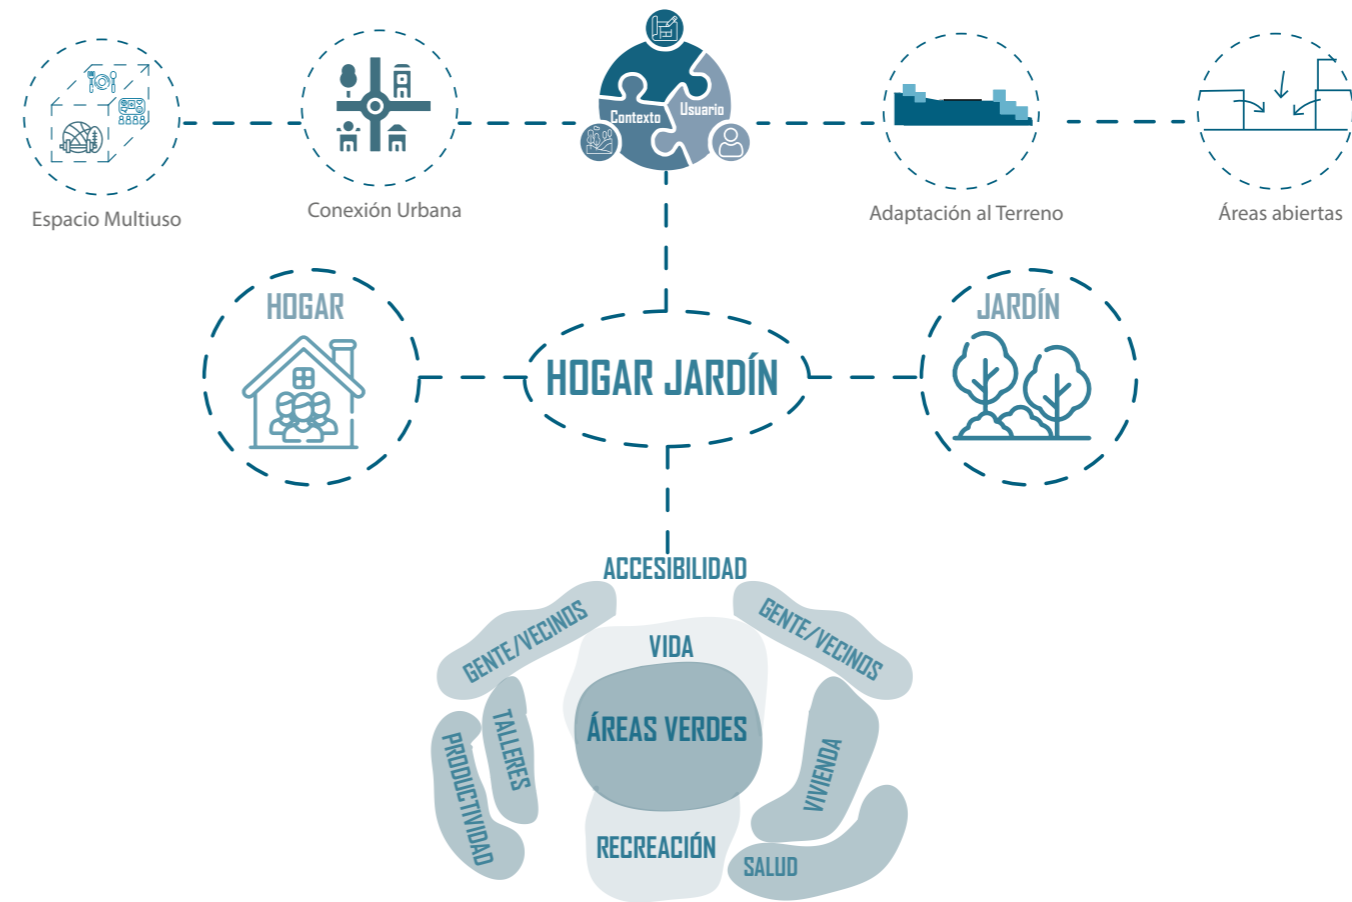 Contexto
Usuario
Espacio Multiuso
Conexión Urbana
Adaptación al Terreno
Áreas abiertas
HOGAR
HOGAR JARDÍN
JARDÍN
ACCESIBILIDAD
GENTE/VECINOS
GENTE/VECINOS
VIDA
ÁREAS VERDES
TALLERES
PRODUCTIVIDAD
VIVIENDA
RECREACIÓN
SALUD